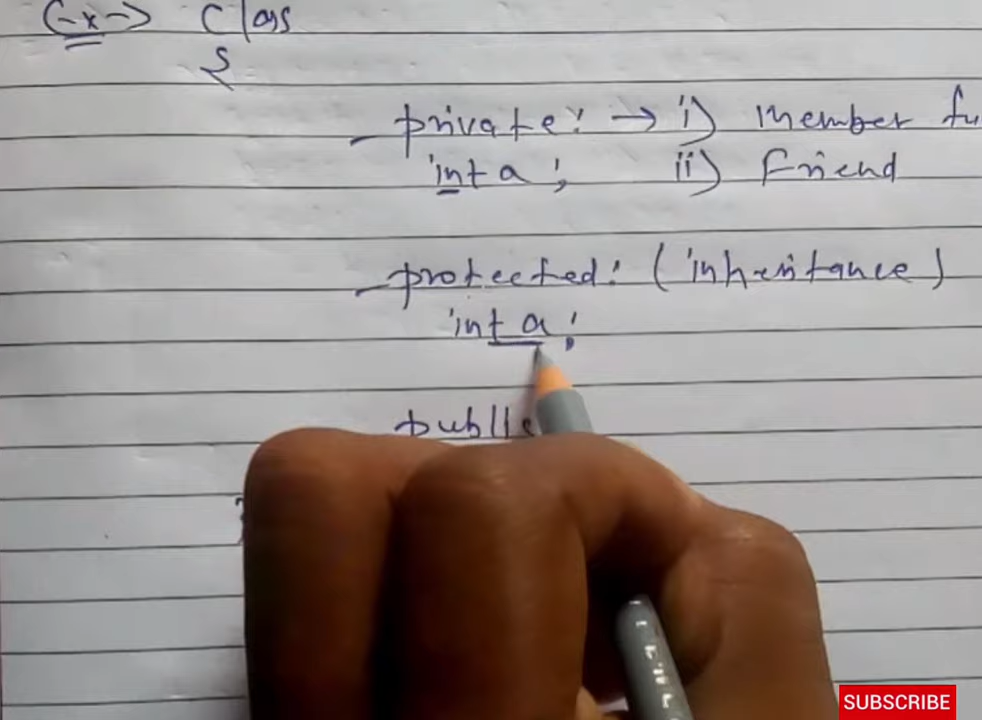 Ex → Class
{
private: → i) member fu
int a; ii) Friend
protected: (inheritance)
int a;
public
SUBSCRIBE